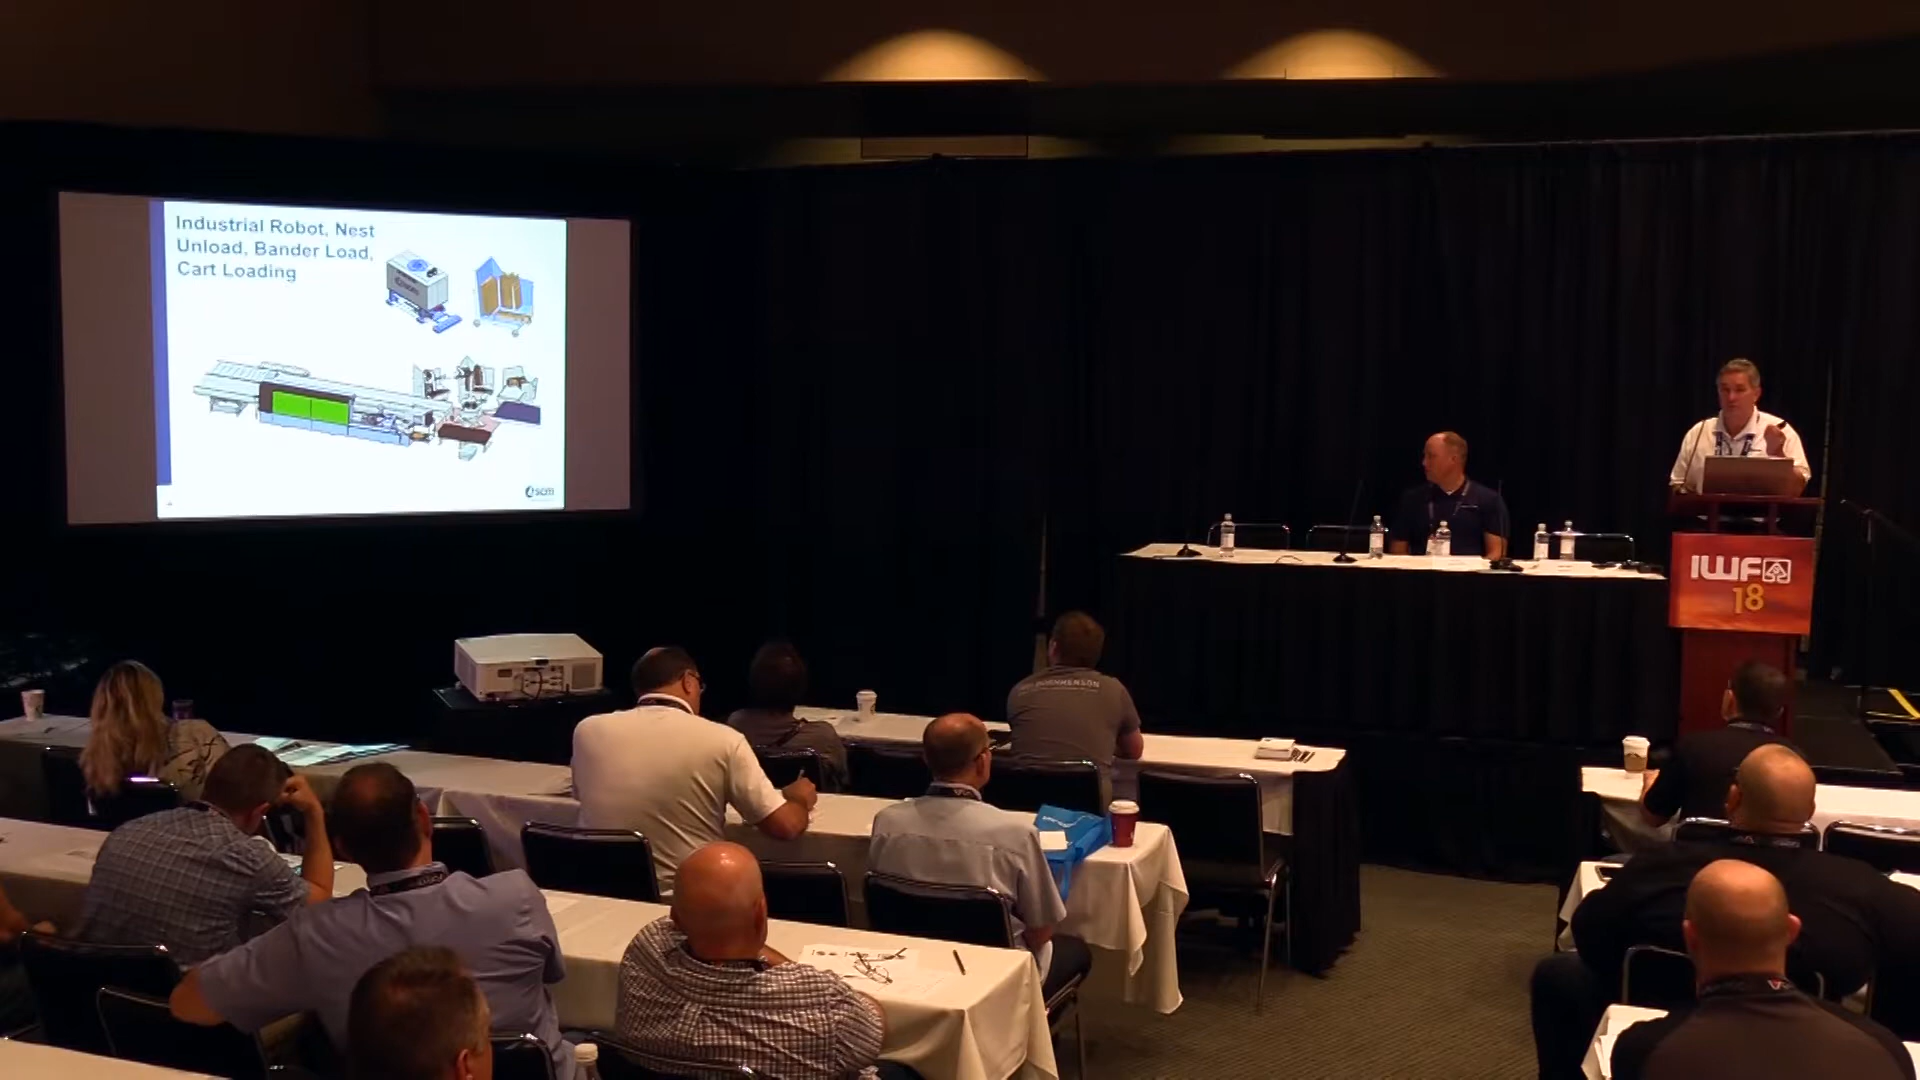 Industrial Robot, Nest
Unload, Bander Load,
Cart Loading
scm
IWF
18